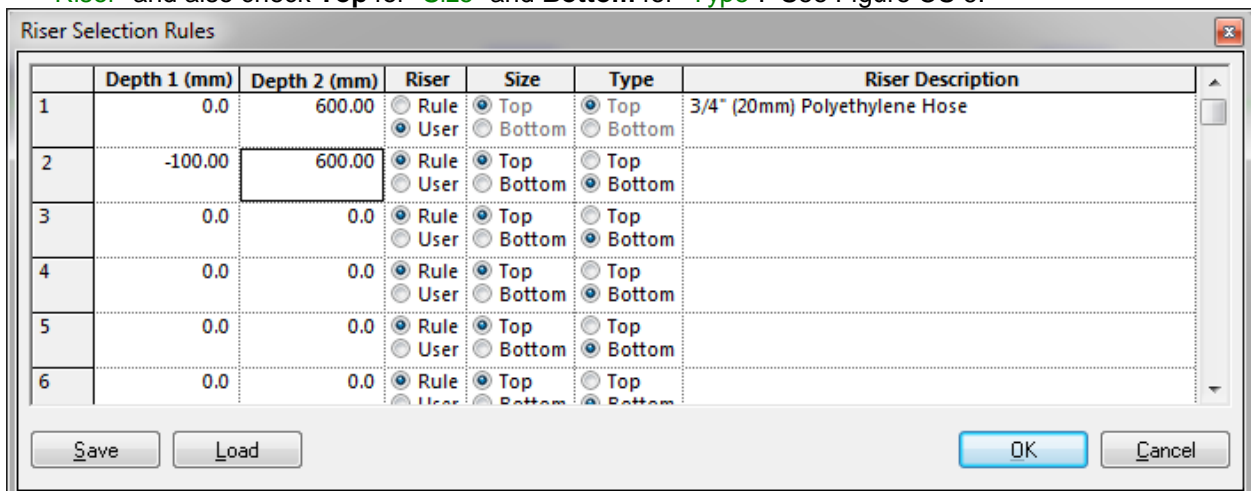 "Riser" and also check Top for "Size" and Bottom for "Type". See Figure
Riser Selection Rules
Depth 1 (mm) Depth 2 (mm) Riser Size Type Riser Description
1 0.0 600.00 Rule Top Top 3/4" (20mm) Polyethylene Hose
User Bottom Bottom
2 -100.00 600.00 Rule Top Top
User Bottom Bottom
3 0.0 0.0 Rule Top Top
User Bottom Bottom
4 0.0 0.0 Rule Top Top
User Bottom Bottom
5 0.0 0.0 Rule Top Top
User Bottom Bottom
6 0.0 0.0 Rule Top Top
User Bottom Bottom
Save Load OK Cancel